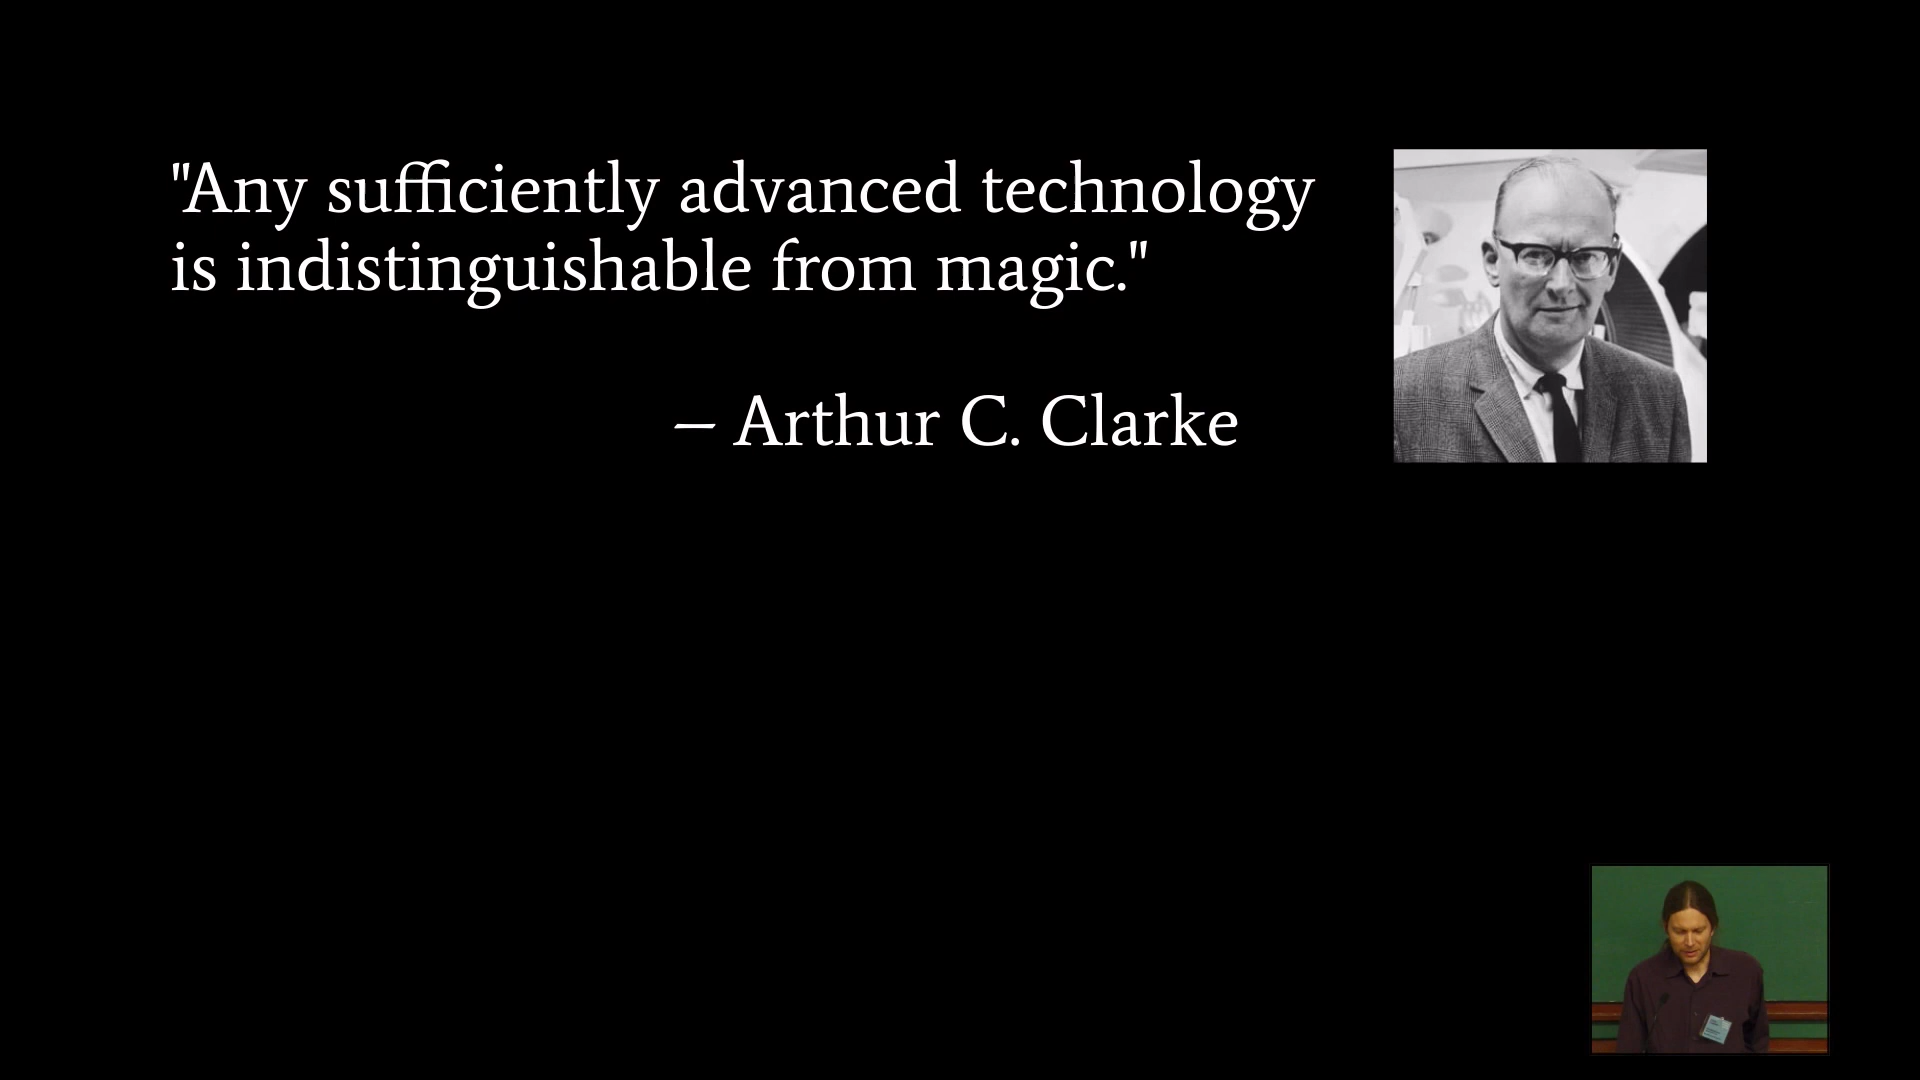 "Any sufficiently advanced technology
is indistinguishable from magic."
– Arthur C. Clarke